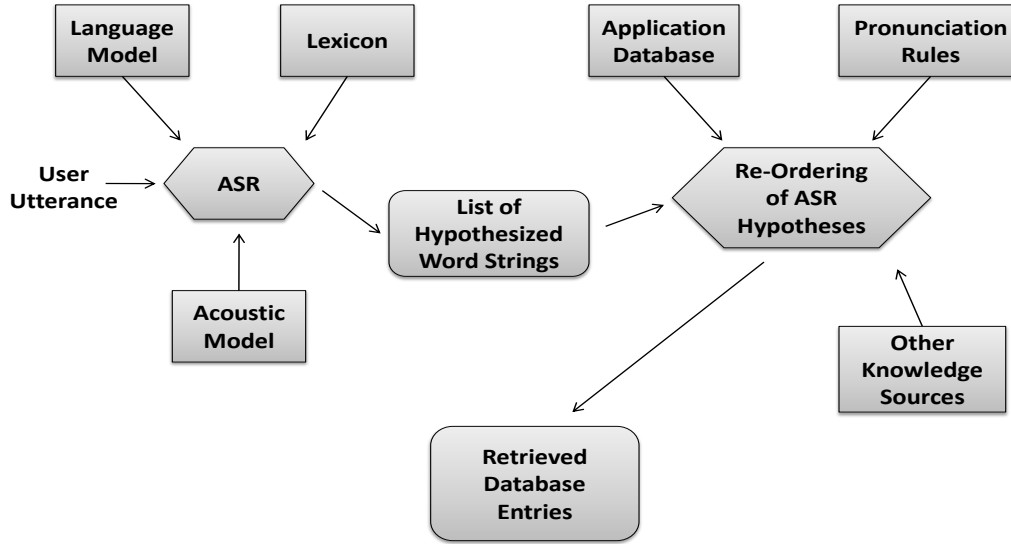 Language
Model
Lexicon
Application
Database
Pronunciation
Rules
User
Utterance
ASR
List of
Hypothesized
Word Strings
Re-Ordering
of ASR
Hypotheses
Acoustic
Model
Other
Knowledge
Sources
Retrieved
Database
Entries